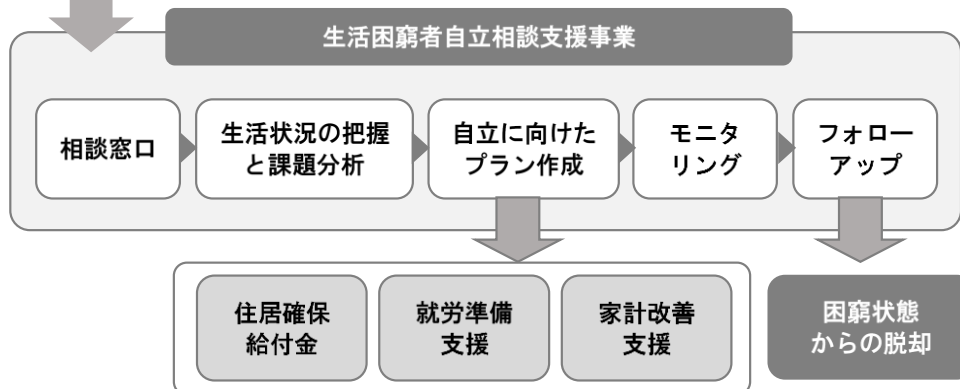 生活困窮者自立相談支援事業
相談窓口
生活状況の把握
と課題分析
自立に向けた
プラン作成
モニタ
リング
フォロー
アップ
住居確保
給付金
就労準備
支援
家計改善
支援
困窮状態
からの脱却